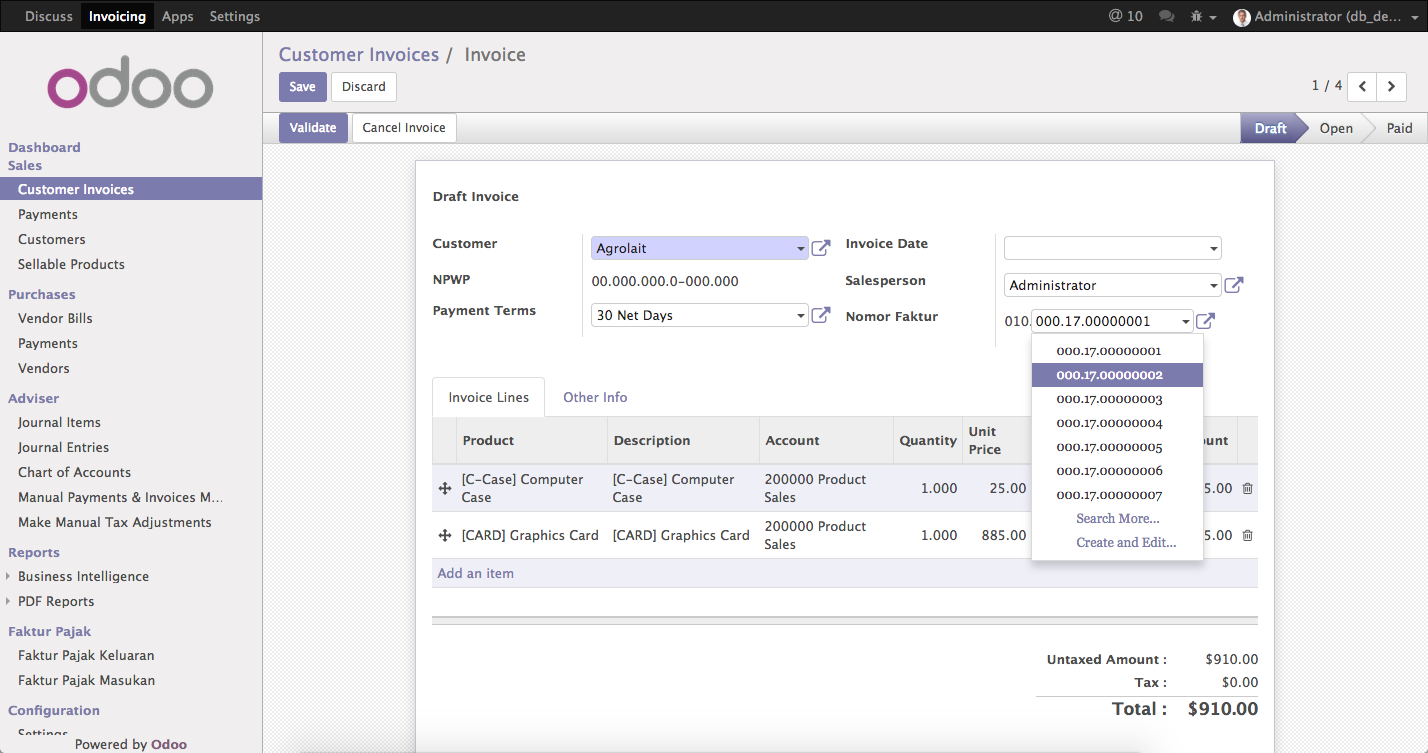 Discuss Invoicing Apps Settings @ 10 Administrator (db_de...
odoo
Dashboard
Sales
Customer Invoices
Payments
Customers
Sellable Products
Purchases
Vendor Bills
Payments
Vendors
Adviser
Journal Items
Journal Entries
Chart of Accounts
Manual Payments & Invoices M...
Make Manual Tax Adjustments
Reports
Business Intelligence
PDF Reports
Faktur Pajak
Faktur Pajak Keluaran
Faktur Pajak Masukan
Configuration
Settings
Powered by Odoo
Customer Invoices / Invoice
Save Discard 1 / 4
Validate Cancel Invoice Draft Open Paid
Draft Invoice
Customer Agrolait
NPWP 00.000.000.0-000.000
Payment Terms 30 Net Days
Invoice Date
Salesperson Administrator
Nomor Faktur 010. 000.17.00000001
000.17.00000001
000.17.00000002
000.17.00000003
000.17.00000004
000.17.00000005
000.17.00000006
000.17.00000007
Search More...
Create and Edit...
Invoice Lines Other Info
Product Description Account Quantity Unit Price
[C-Case] Computer Case [C-Case] Computer Case 200000 Product Sales 1.000 25.00 5.00
[CARD] Graphics Card [CARD] Graphics Card 200000 Product Sales 1.000 885.00 5.00
Add an item
Untaxed Amount : $910.00
Tax : $0.00
Total : $910.00